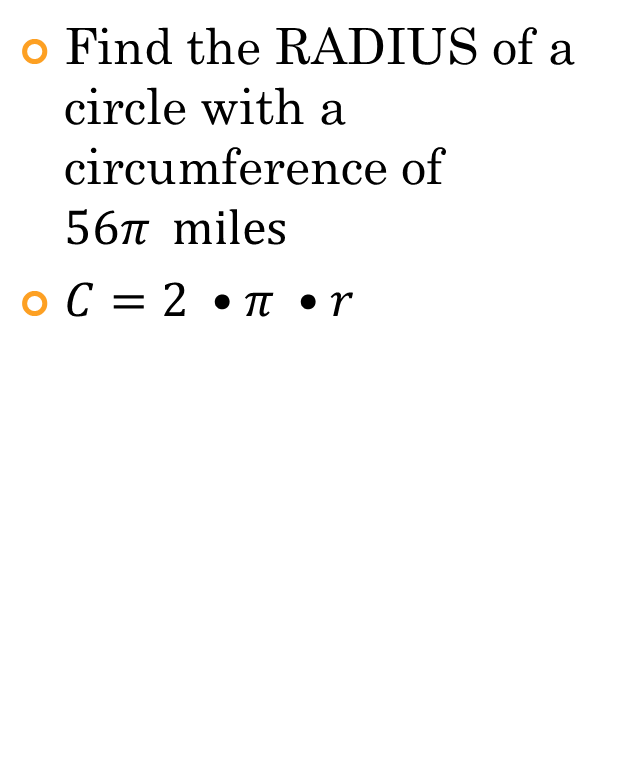 Find the RADIUS of a
circle with a
circumference of
56𝜋 miles
𝐶 = 2 • 𝜋 • 𝑟